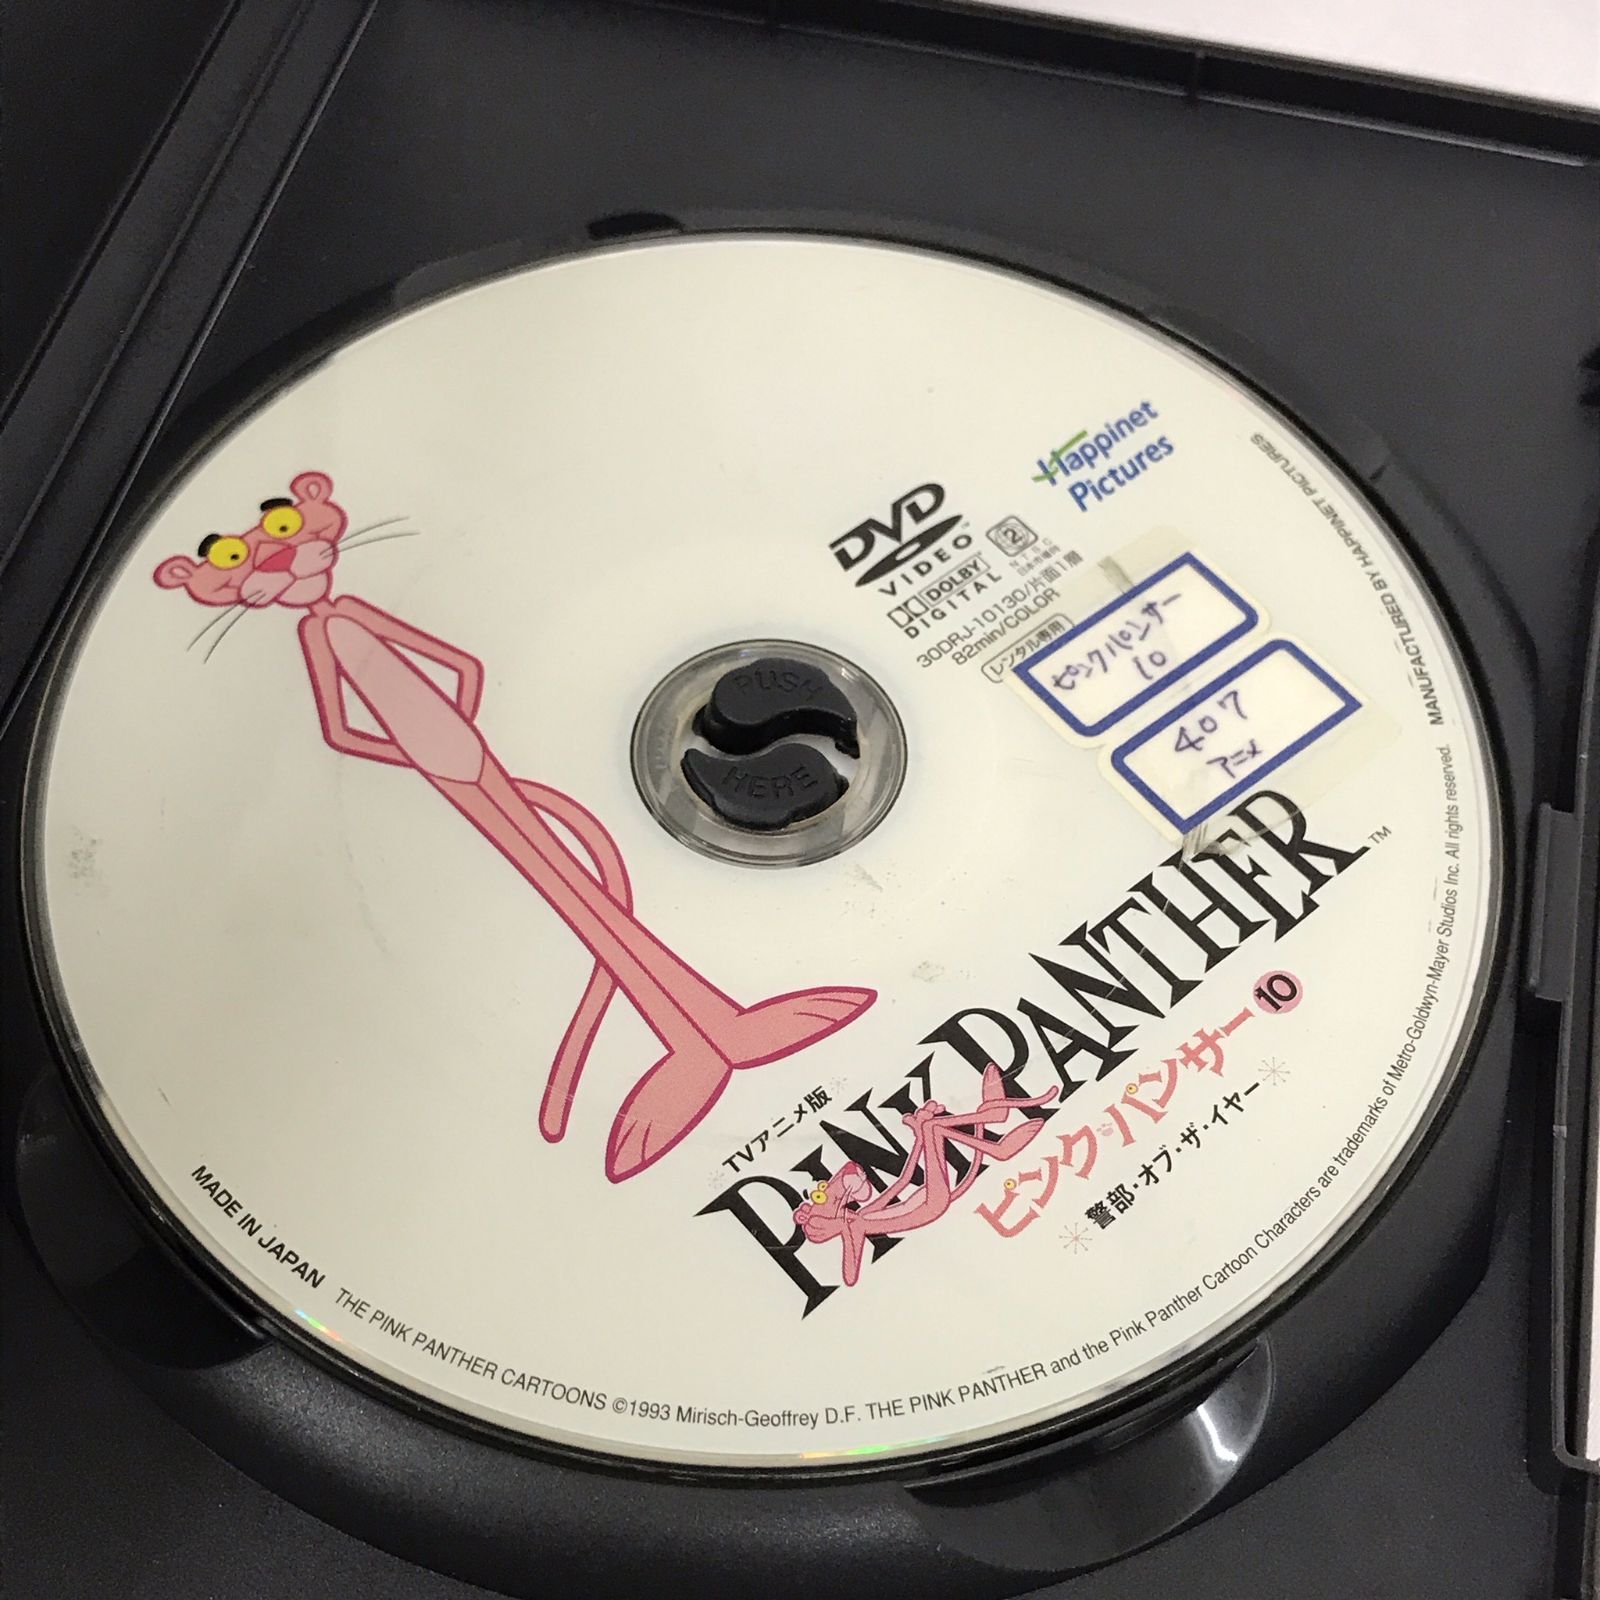 Happinet
Pictures
DVD
VIDEO
2
DOLBY
DIGITAL
30DRJ-10130/片面1層
82min/COLOR
レンタル専用
ピンクパンサー
10
407
アニメ
PUSH
HERE
TVアニメ版
PINK PANTHER™
ピンク・パンサー10
警部・オブ・ザ・イヤー
MADE IN JAPAN
THE PINK PANTHER CARTOONS ©1993 Mirisch-Geoffrey D.F. THE PINK PANTHER and the Pink Panther Cartoon Characters are trademarks of Metro-Goldwyn-Mayer Studios Inc. All rights reserved.
MANUFACTURED BY HAPPINET PICTURES